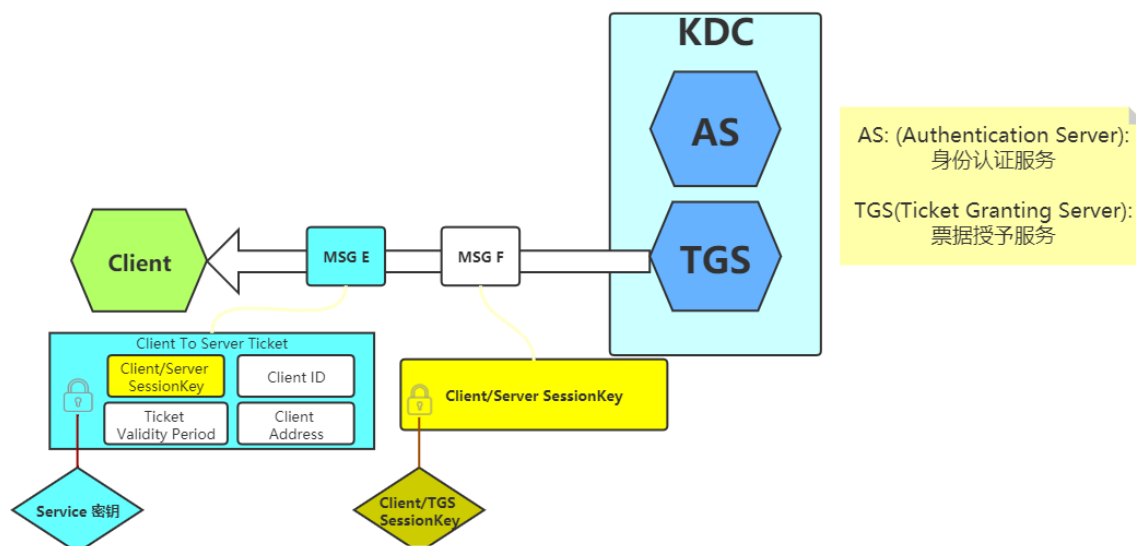 KDC
AS
TGS
AS: (Authentication Server):
身份认证服务
TGS(Ticket Granting Server):
票据授予服务
Client
MSG E
MSG F
Client To Server Ticket
Client/Server
SessionKey
Client ID
Ticket
Validity Period
Client
Address
Client/Server SessionKey
Service 密钥
Client/TGS
SessionKey